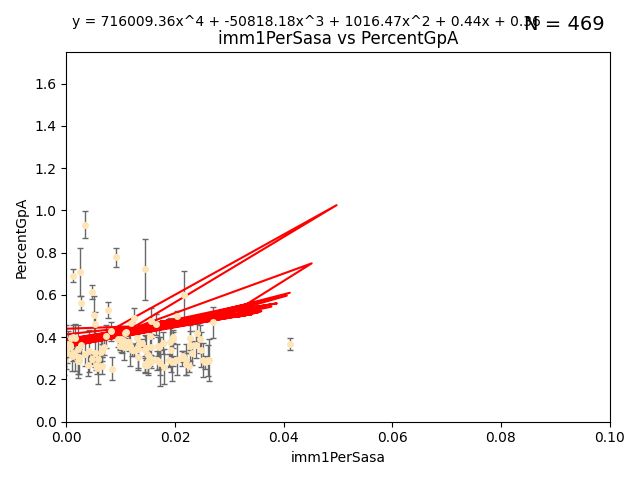 y = 716009.36x^4 + -50818.18x^3 + 1016.47x^2 + 0.44x + 0.36
N = 469
imm1PerSasa vs PercentGpA
PercentGpA
1.6
1.4
1.2
1.0
0.8
0.6
0.4
0.2
0.0
0.00 0.02 0.04 0.06 0.08 0.10
imm1PerSasa